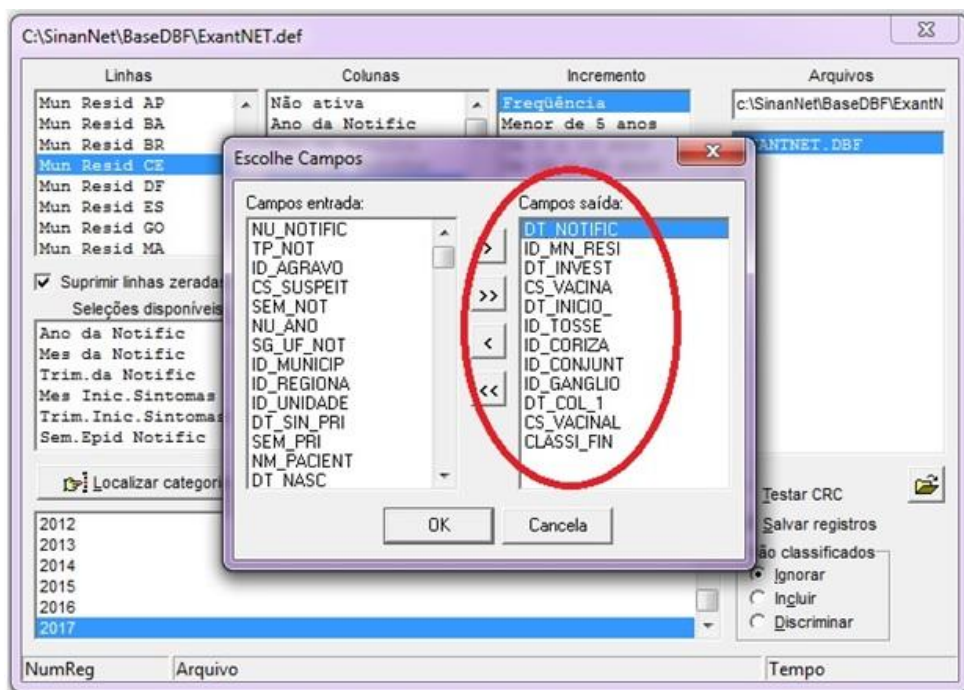 C:\SinanNet\BaseDBF\ExantNET.def
Linhas
Mun Resid AP
Mun Resid BA
Mun Resid BR
Mun Resid CE
Mun Resid DF
Mun Resid ES
Mun Resid GO
Mun Resid MA
Colunas
Não ativa
Ano da Notific
Incremento
Freqüência
Menor de 5 anos
Arquivos
c:\SinanNet\BaseDBF\ExantN
ANTNET.DBF
Suprimir linhas zerada
Seleções disponíveis
Ano da Notific
Mes da Notific
Trim.da Notific
Mes Inic.Sintomas
Trim.Inic.Sintomas
Sem.Epid Notific
Localizar categori
2012
2013
2014
2015
2016
2017
Escolhe Campos
Campos entrada:
NU_NOTIFIC
TP_NOT
ID_AGRAVO
CS_SUSPEIT
SEM_NOT
NU_ANO
SG_UF_NOT
ID_MUNICIP
ID_REGIONA
ID_UNIDADE
DT_SIN_PRI
SEM_PRI
NM_PACIENT
DT_NASC
>
>>
<
<<
Campos saída:
DT_NOTIFIC
ID_MN_RESI
DT_INVEST
CS_VACINA
DT_INICIO_
ID_TOSSE
ID_CORIZA
ID_CONJUNT
ID_GANGLIO
DT_COL_1
CS_VACINAL
CLASSI_FIN
OK
Cancela
Testar CRC
Salvar registros
ão classificados
Ignorar
Incluir
Discriminar
NumReg
Arquivo
Tempo